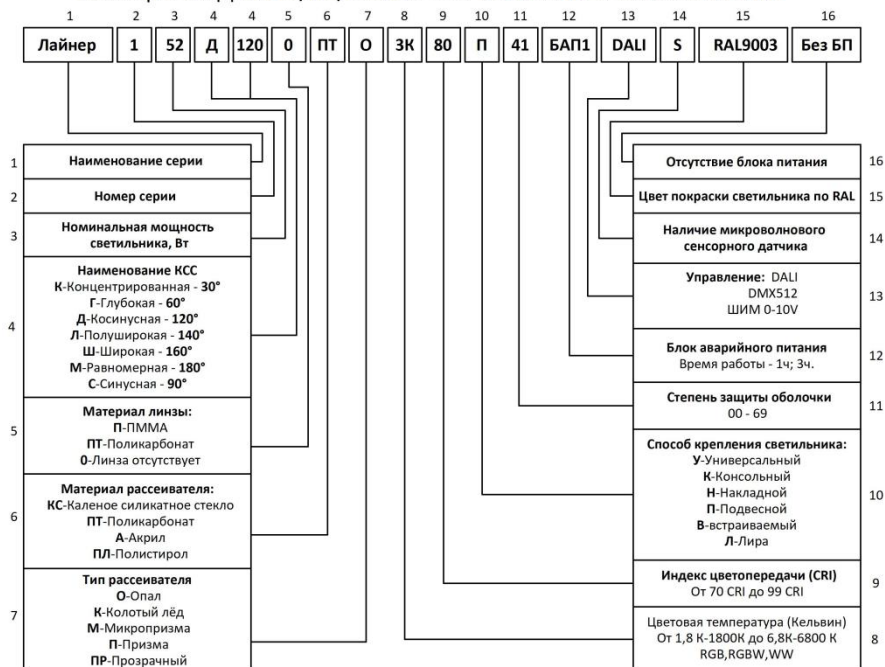 1 2 3 4 4 5 6 7 8 9 10 11 12 13 14 15 16
Лайнер 1 52 Д 120 0 ПТ О 3К 80 П 41 БАП1 DALI S RAL9003 Без БП
1 Наименование серии
2 Номер серии
3 Номинальная мощность
светильника, Вт
4 Наименование КСС
К-Концентрированная - 30°
Г-Глубокая - 60°
Д-Косинусная - 120°
Л-Полуширокая - 140°
Ш-Широкая - 160°
М-Равномерная - 180°
С-Синусная - 90°
5 Материал линзы:
П-ПММА
ПТ-Поликарбонат
0-Линза отсутствует
6 Материал рассеивателя:
КС-Каленое силикатное стекло
ПТ-Поликарбонат
А-Акрил
ПЛ-Полистирол
7 Тип рассеивателя
О-Опал
К-Колотый лёд
М-Микропризма
П-Призма
ПР-Прозрачный
Отсутствие блока питания 16
Цвет покраски светильника по RAL 15
Наличие микроволнового
сенсорного датчика 14
Управление: DALI
DMX512
ШИМ 0-10V 13
Блок аварийного питания
Время работы - 1ч; 3ч. 12
Степень защиты оболочки
00 - 69 11
Способ крепления светильника:
У-Универсальный
К-Консольный
Н-Накладной
П-Подвесной
В-встраиваемый
Л-Лира 10
Индекс цветопередачи (CRI)
От 70 CRI до 99 CRI 9
Цветовая температура (Кельвин)
От 1,8 К-1800К до 6,8К-6800 К
RGB,RGBW,WW 8